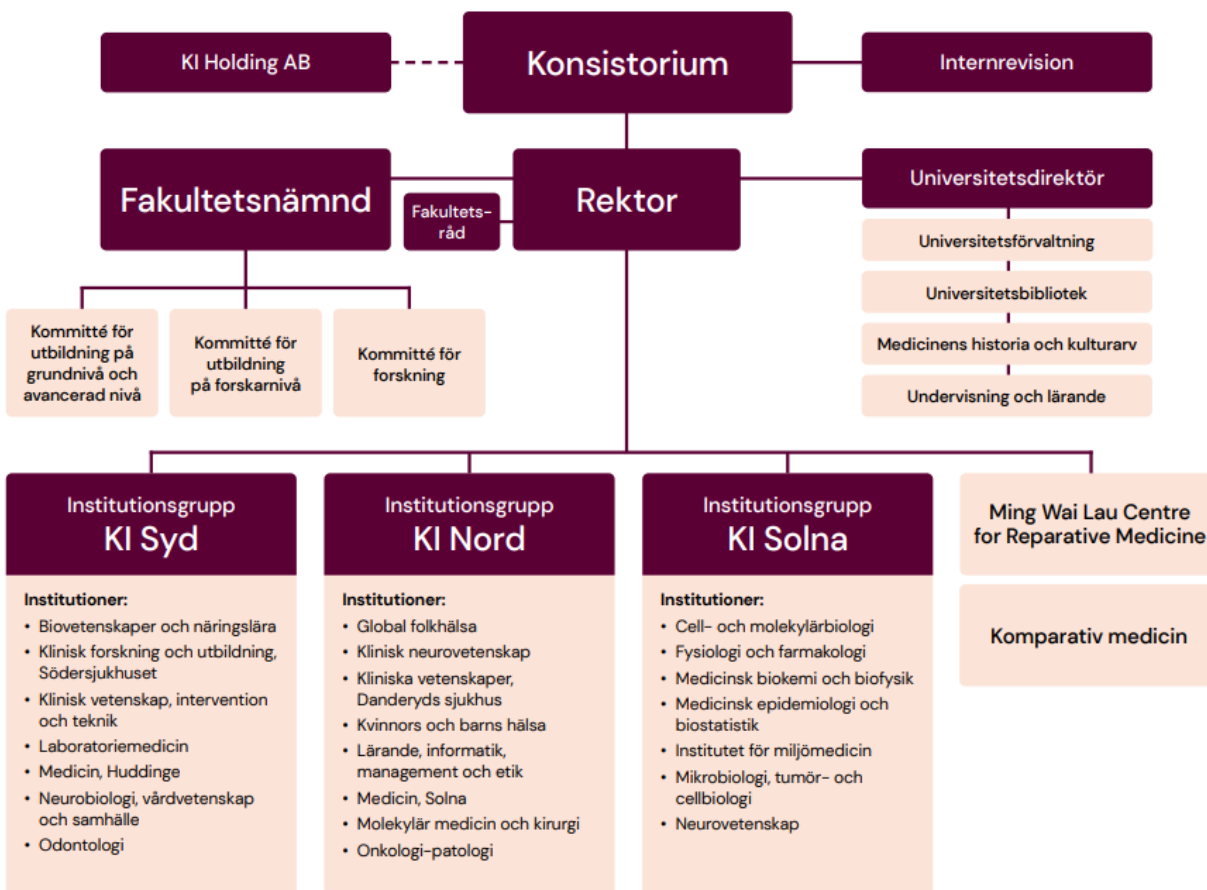 KI Holding AB
Konsistorium
Internrevision
Fakultetsnämnd
Fakultets-
råd
Rektor
Universitetsdirektör
Universitetsförvaltning
Universitetsbibliotek
Medicinens historia och kulturarv
Undervisning och lärande
Kommitté för
utbildning på
grundnivå och
avancerad nivå
Kommitté för
utbildning
på forskarnivå
Kommitté för
forskning
Institutionsgrupp
KI Syd
Institutioner:
• Biovetenskaper och näringslära
• Klinisk forskning och utbildning,
Södersjukhuset
• Klinisk vetenskap, intervention
och teknik
• Laboratoriemedicin
• Medicin, Huddinge
• Neurobiologi, vårdvetenskap
och samhälle
• Odontologi
Institutionsgrupp
KI Nord
Institutioner:
• Global folkhälsa
• Klinisk neurovetenskap
• Kliniska vetenskaper,
Danderyds sjukhus
• Kvinnors och barns hälsa
• Lärande, informatik,
management och etik
• Medicin, Solna
• Molekylär medicin och kirurgi
• Onkologi-patologi
Institutionsgrupp
KI Solna
Institutioner:
• Cell- och molekylärbiologi
• Fysiologi och farmakologi
• Medicinsk biokemi och biofysik
• Medicinsk epidemiologi och
biostatistik
• Institutet för miljömedicin
• Mikrobiologi, tumör- och
cellbiologi
• Neurovetenskap
Ming Wai Lau Centre
for Reparative Medicine
Komparativ medicin